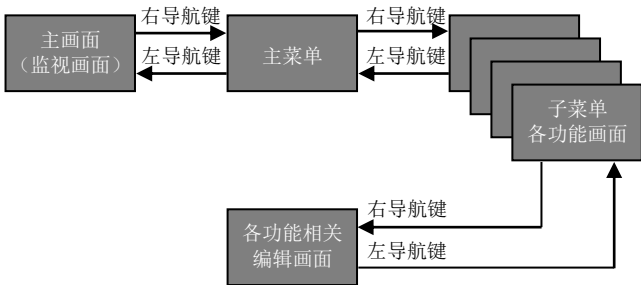 右导航键
右导航键
主画面
（监视画面）
左导航键
主菜单
左导航键
子菜单
各功能画面
右导航键
各功能相关
编辑画面
左导航键